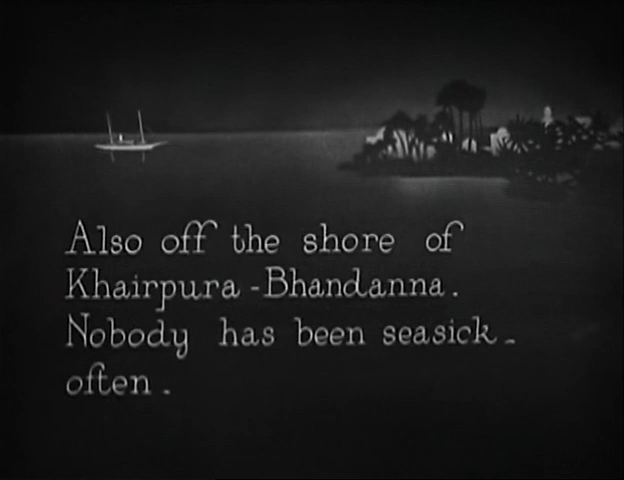 Also off the shore of
Khairpura-Bhandanna.
Nobody has been seasick-
often.